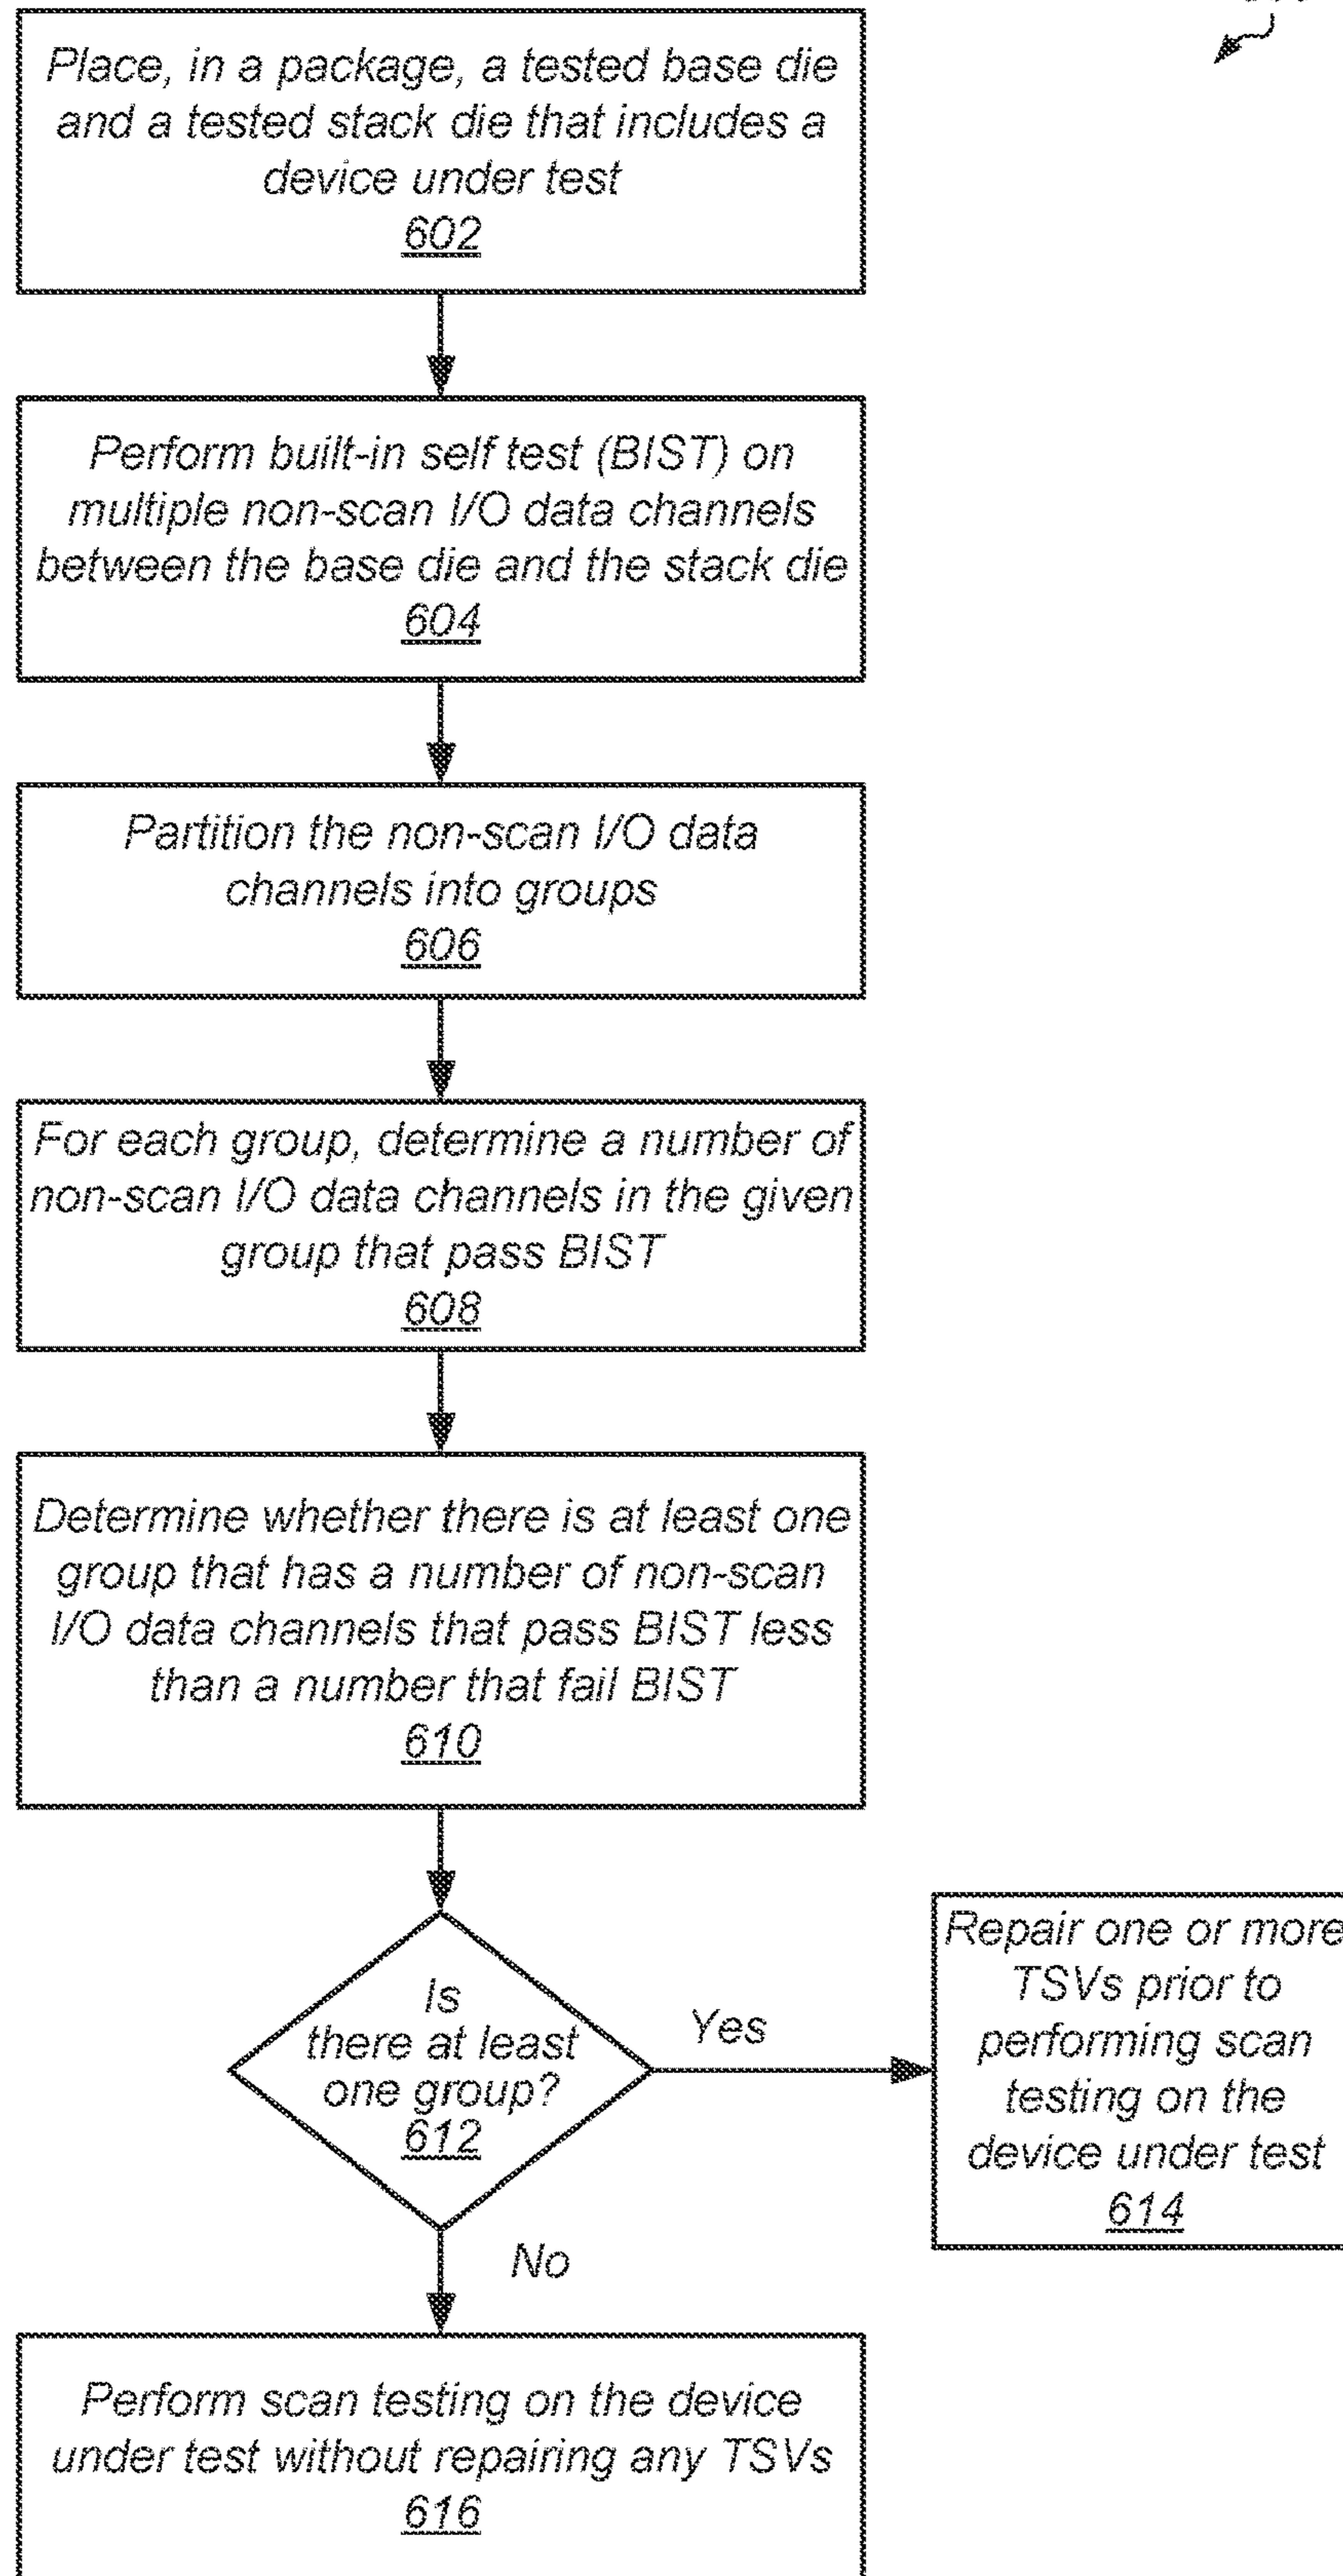 Place, in a package, a tested base die
and a tested stack die that includes a
device under test
602
Perform built-in self test (BIST) on
multiple non-scan I/O data channels
between the base die and the stack die
604
Partition the non-scan I/O data
channels into groups
606
For each group, determine a number of
non-scan I/O data channels in the given
group that pass BIST
608
Determine whether there is at least one
group that has a number of non-scan
I/O data channels that pass BIST less
than a number that fail BIST
610
Is
there at least
one group?
612
Yes
Repair one or more
TSVs prior to
performing scan
testing on the
device under test
614
No
Perform scan testing on the device
under test without repairing any TSVs
616